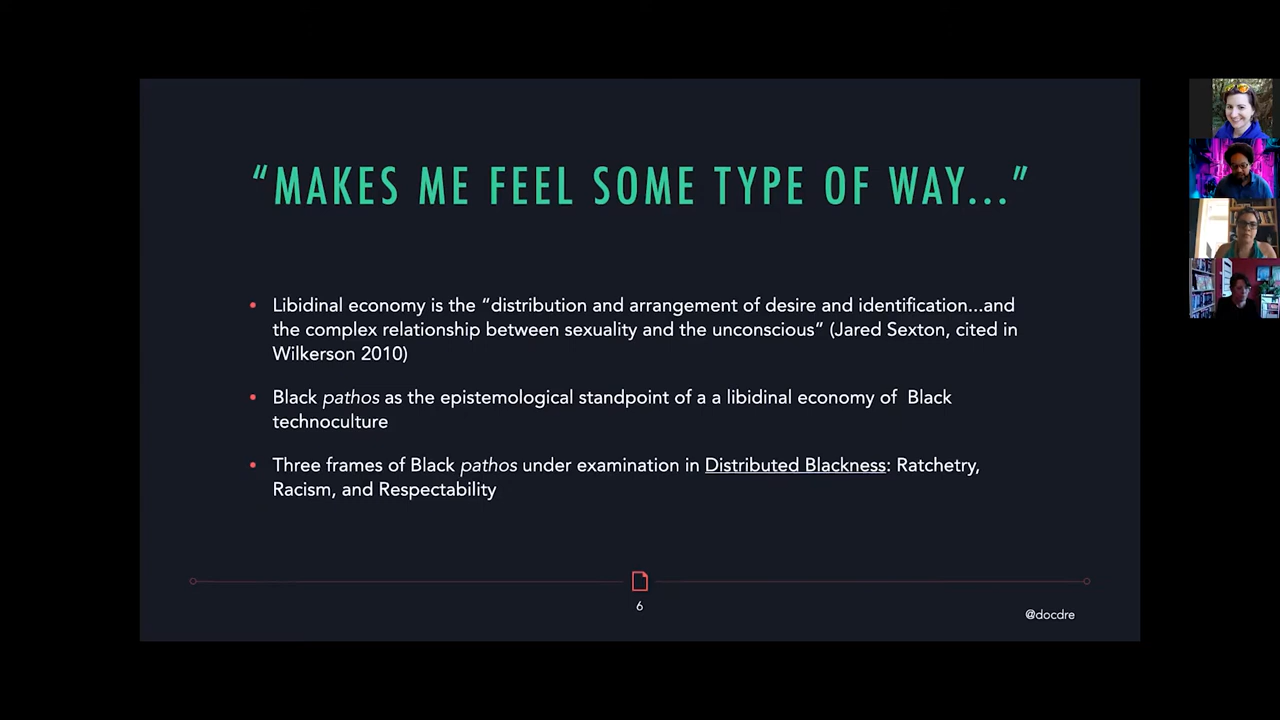 “MAKES ME FEEL SOME TYPE OF WAY...”
• Libidinal economy is the “distribution and arrangement of desire and identification...and
the complex relationship between sexuality and the unconscious” (Jared Sexton, cited in
Wilkerson 2010)
• Black pathos as the epistemological standpoint of a a libidinal economy of Black
technoculture
• Three frames of Black pathos under examination in Distributed Blackness: Ratchetry,
Racism, and Respectability
6
@docdre